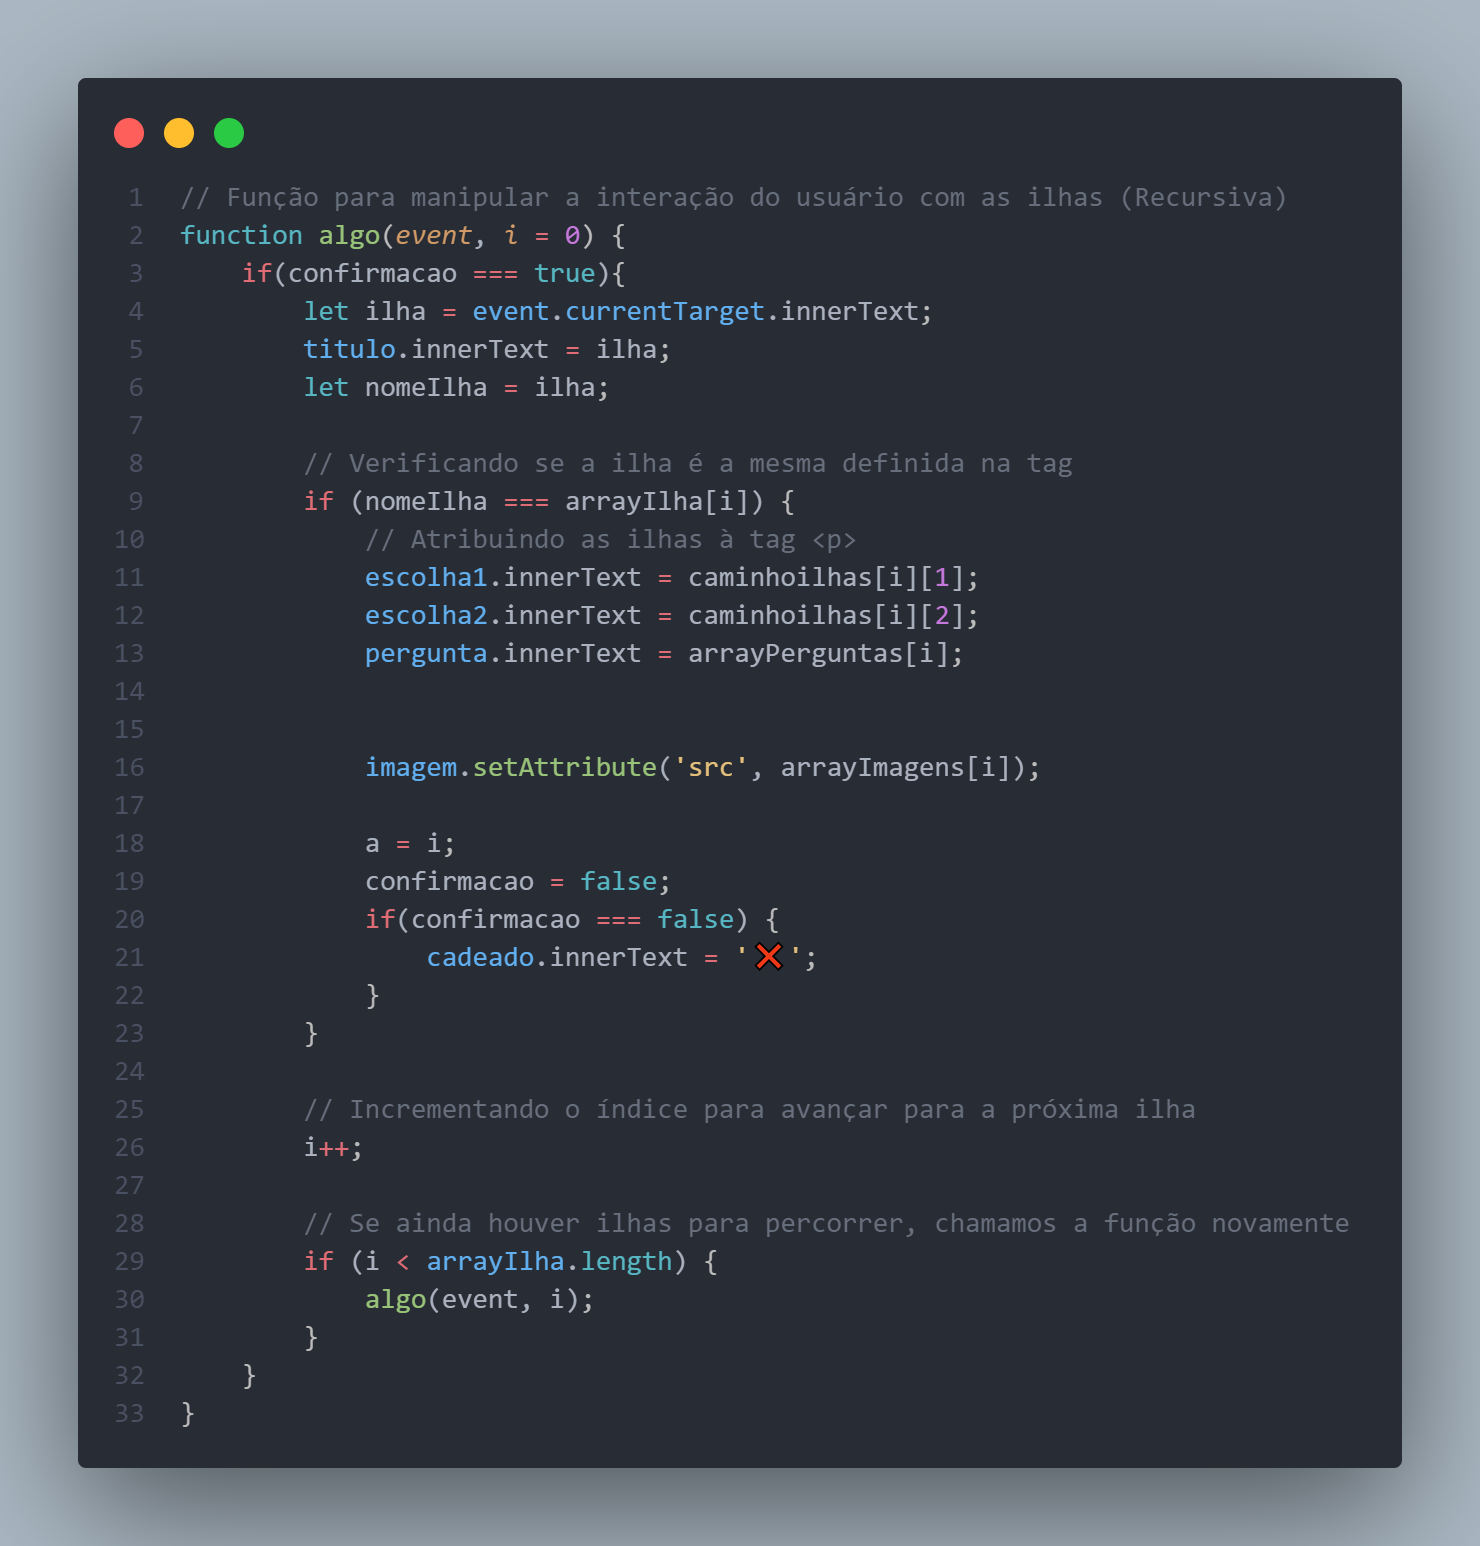 1 // Função para manipular a interação do usuário com as ilhas (Recursiva)
2 function algo(event, i = 0) {
3     if(confirmacao === true){
4         let ilha = event.currentTarget.innerText;
5         titulo.innerText = ilha;
6         let nomeIlha = ilha;
7
8         // Verificando se a ilha é a mesma definida na tag
9         if (nomeIlha === arrayIlha[i]) {
10             // Atribuindo as ilhas à tag <p>
11             escolha1.innerText = caminhoilhas[i][1];
12             escolha2.innerText = caminhoilhas[i][2];
13             pergunta.innerText = arrayPerguntas[i];
14
15
16             imagem.setAttribute('src', arrayImagens[i]);
17
18             a = i;
19             confirmacao = false;
20             if(confirmacao === false) {
21                 cadeado.innerText = '❌';
22             }
23         }
24
25         // Incrementando o índice para avançar para a próxima ilha
26         i++;
27
28         // Se ainda houver ilhas para percorrer, chamamos a função novamente
29         if (i < arrayIlha.length) {
30             algo(event, i);
31         }
32     }
33 }